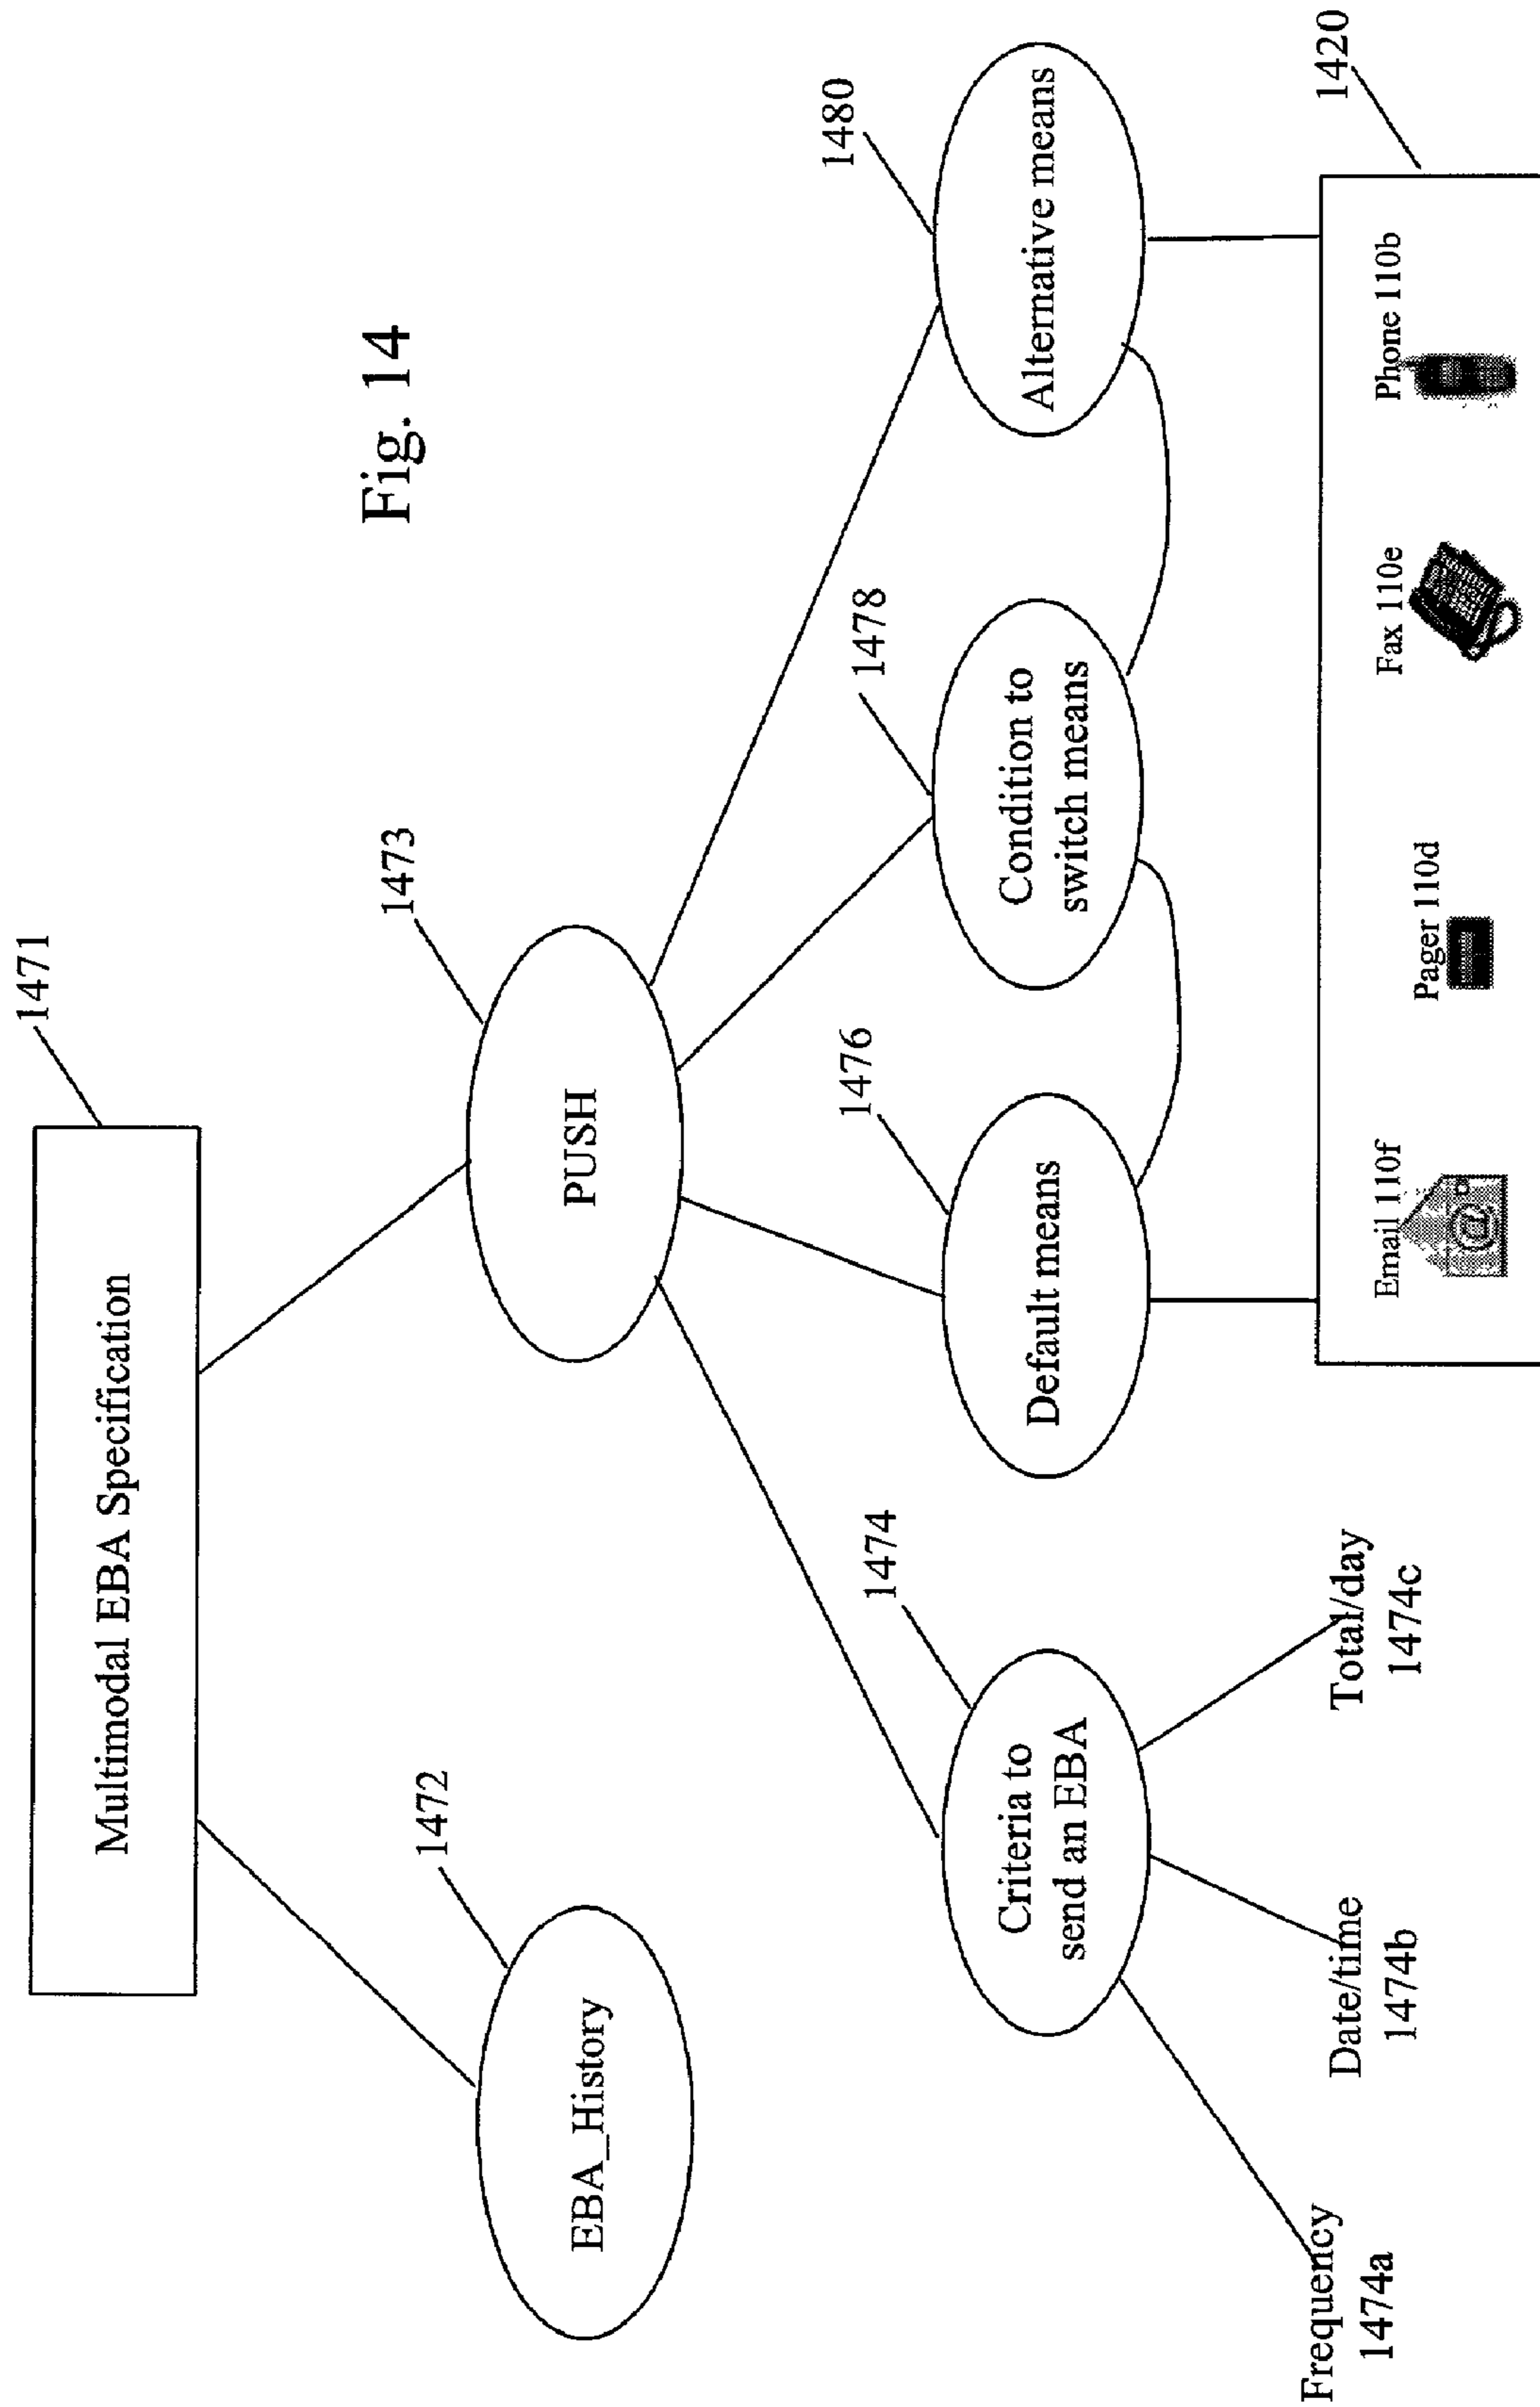 1471
Multimodal EBA Specification
Fig. 14
1472
1473
EBA_History
PUSH
1474
1476
1478
1480
Criteria to
send an EBA
Default means
Condition to
switch means
Alternative means
1420
Frequency
1474a
Date/time
1474b
Total/day
1474c
Email 110f
@
Pager 110d
Fax 110e
Phone 110b